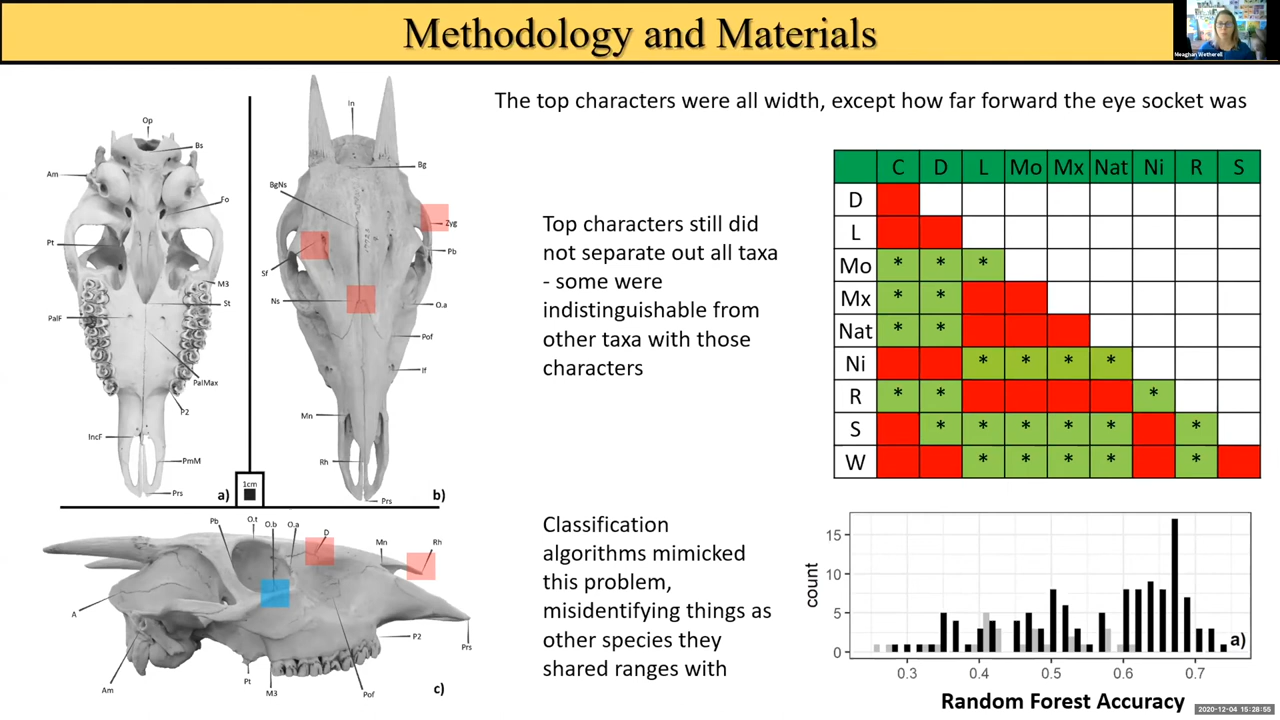 Methodology and Materials
Meaghan Wetherell
The top characters were all width, except how far forward the eye socket was
Op
Bs
Am
Fo
Pt
M3
St
PalF
PalMax
P2
IncF
PmM
Prs
a)
1cm
In
Bg
BgNs
Zyg
Pb
Sf
Ns
O.a
Pof
If
Mn
Rh
Prs
b)
Top characters still did
not separate out all taxa
- some were
indistinguishable from
other taxa with those
characters
C D L Mo Mx Nat Ni R S
D
L
Mo * * *
Mx * *
Nat * *
Ni * * * *
R * * *
S * * * * * *
W * * * * *
Pb
O.t
O.b
O.a
D
Mn
Rh
A
P2
Prs
Am
Pt
M3
Pof
c)
Classification
algorithms mimicked
this problem,
misidentifying things as
other species they
shared ranges with
count
15
10
5
0
a)
0.3 0.4 0.5 0.6 0.7
Random Forest Accuracy
2020-12-04 15:28:55